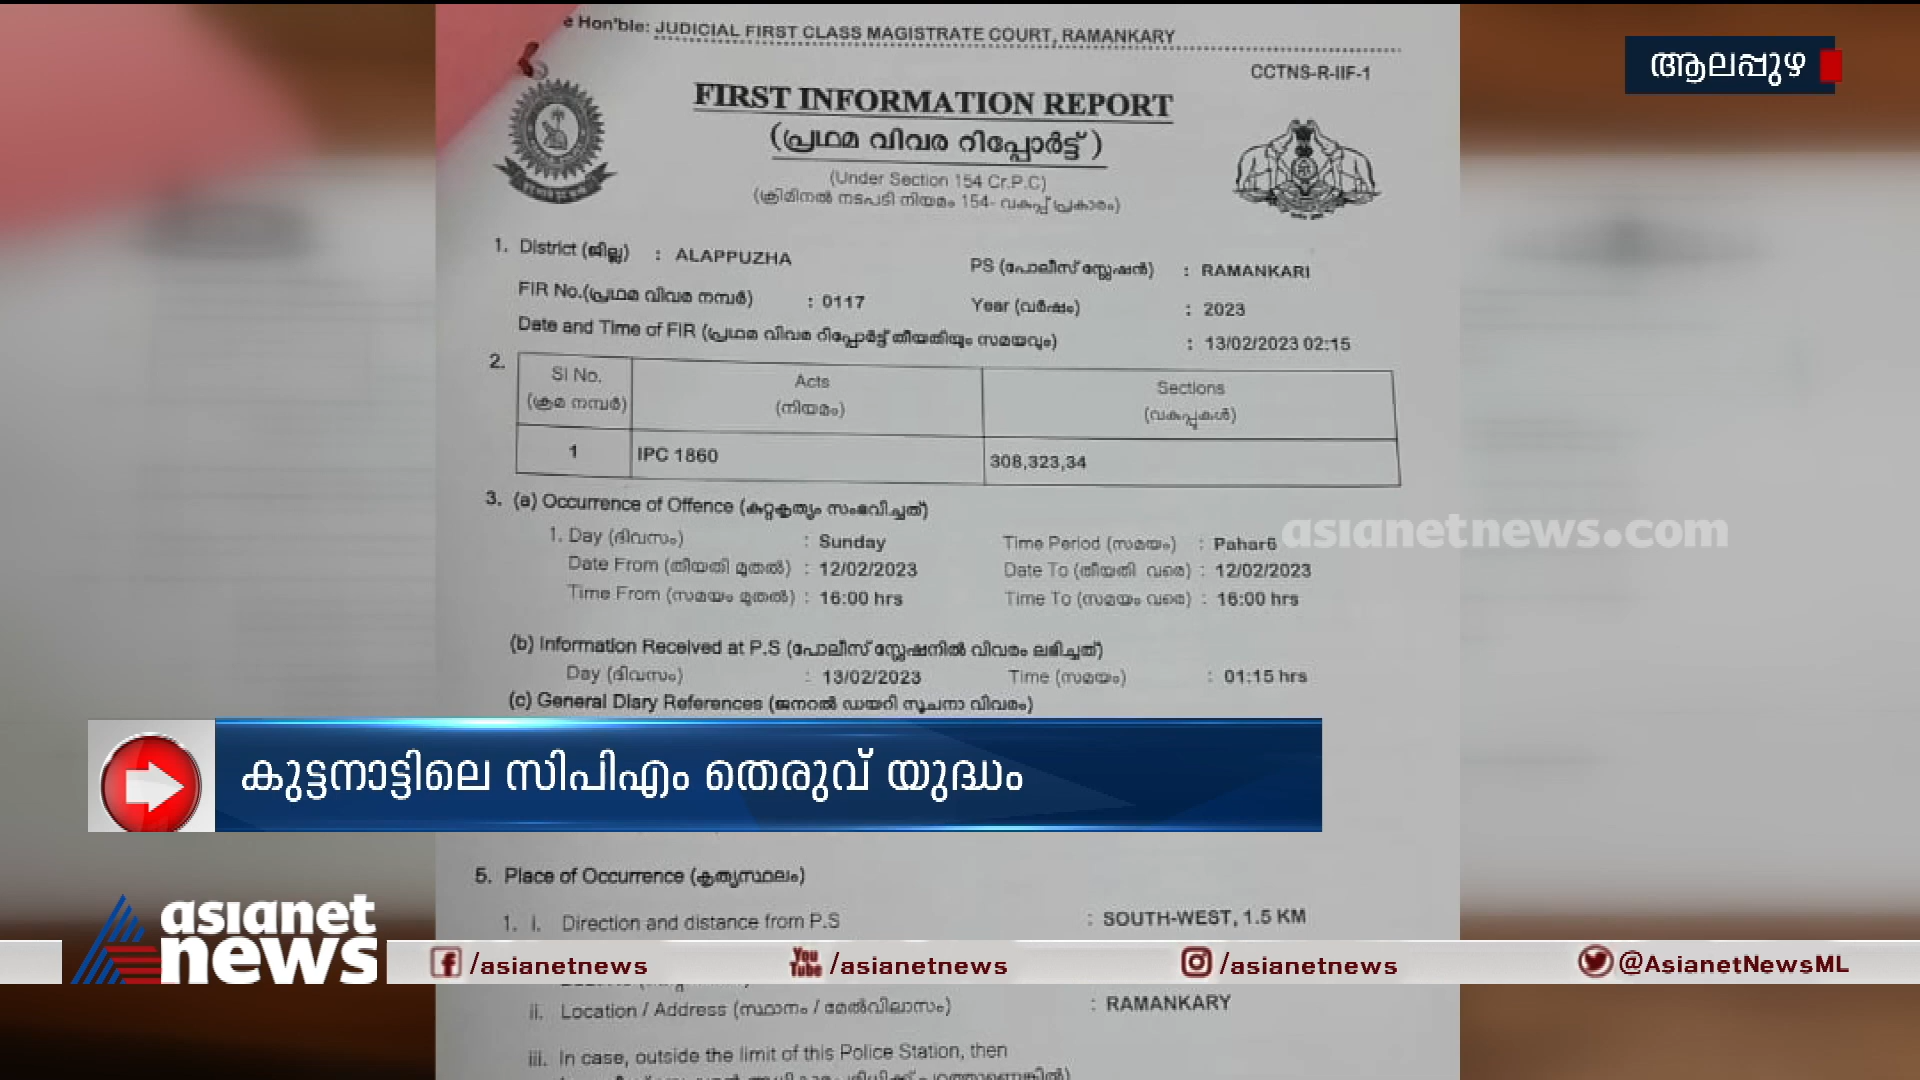 e Hon'ble: JUDICIAL FIRST CLASS MAGISTRATE COURT, RAMANKARY
ആലപ്പുഴ
CCTNS-R-IIF-1
FIRST INFORMATION REPORT
(പ്രഥമ വിവര റിപ്പോർട്ട് )
(Under Section 154 Cr.P.C)
(ക്രിമിനൽ നടപടി നിയമം 154- വകുപ്പ് പ്രകാരം)
1. District (ജില്ല) : ALAPPUZHA PS (പോലീസ് സ്റ്റേഷൻ) : RAMANKARI
FIR No.(പ്രഥമ വിവര നമ്പർ) : 0117 Year (വർഷം) : 2023
Date and Time of FIR (പ്രഥമ വിവര റിപ്പോർട്ട് തീയതിയും സമയവും) : 13/02/2023 02:15
2. Sl No. Acts Sections
(ക്രമ നമ്പർ) (നിയമം) (വകുപ്പുകൾ)
1 IPC 1860 308,323,34
3. (a) Occurrence of Offence (കുറ്റകൃത്യം സംഭവിച്ചത്)
1. Day (ദിവസം) : Sunday Time Period (സമയം) : Pahar6
asianetnews.com
Date From (തീയതി മുതൽ) : 12/02/2023 Date To (തീയതി വരെ) : 12/02/2023
Time From (സമയം മുതൽ) : 16:00 hrs Time To (സമയം വരെ) : 16:00 hrs
(b) Information Received at P.S (പോലീസ് സ്റ്റേഷനിൽ വിവരം ലഭിച്ചത്)
Day (ദിവസം) : 13/02/2023 Time (സമയം) : 01:15 hrs
(c) General Diary References (ജനറൽ ഡയറി സൂചനാ വിവരം)
കുട്ടനാട്ടിലെ സിപിഎം തെരുവ് യുദ്ധം
5. Place of Occurrence (കൃത്യസ്ഥലം)
1. i. Direction and distance from P.S : SOUTH-WEST, 1.5 KM
asianet
news
/asianetnews You Tube /asianetnews /asianetnews @AsianetNewsML
ii. Location / Address (സ്ഥാനം / മേൽവിലാസം) : RAMANKARY
iii. In case, outside the limit of this Police Station, then